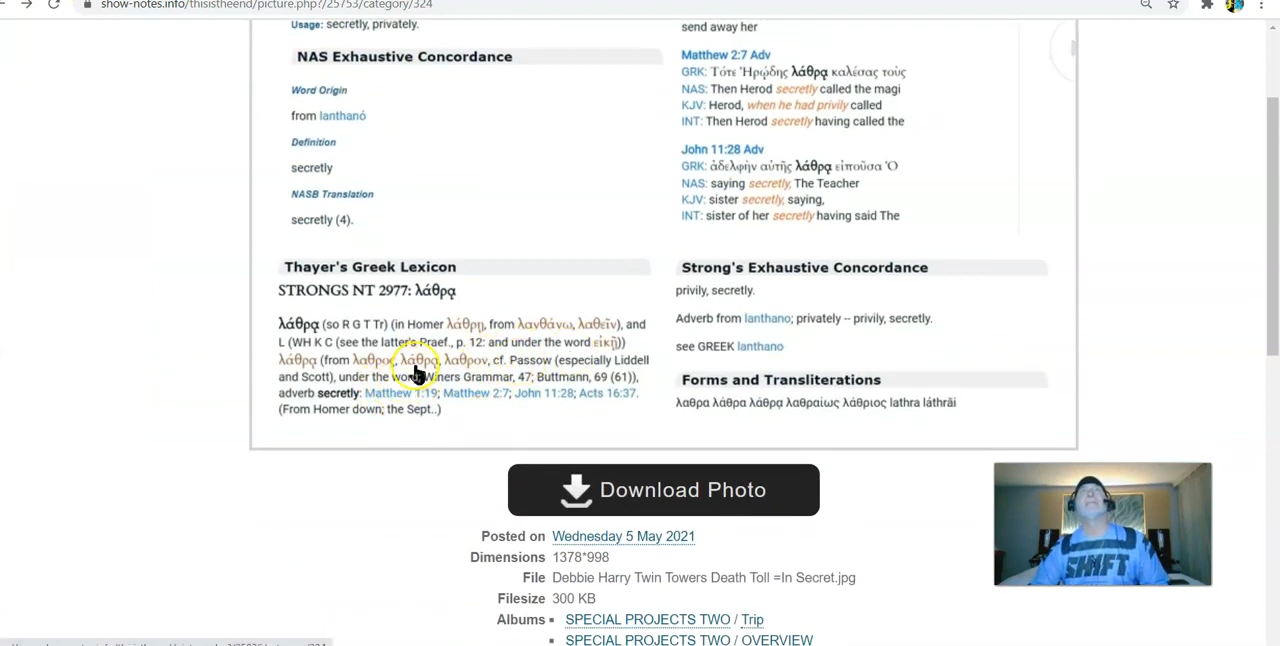 show-notes.info/thisistheend/picture.php?/25753/category/324
Usage: secretly, privately.
NAS Exhaustive Concordance
Word Origin
from lanthanó
Definition
secretly
NASB Translation
secretly (4).
send away her
Matthew 2:7 Adv
GRK: Τότε Ἡρῴδης λάθρᾳ καλέσας τοὺς
NAS: Then Herod secretly called the magi
KJV: Herod, when he had privily called
INT: Then Herod secretly having called the
John 11:28 Adv
GRK: ἀδελφὴν αὐτῆς λάθρᾳ εἰποῦσα Ὁ
NAS: saying secretly, The Teacher
KJV: sister secretly, saying,
INT: sister of her secretly having said The
Thayer's Greek Lexicon
STRONGS NT 2977: λάθρᾳ
λάθρᾳ (so R G T Tr) (in Homer λάθρῃ, from λανθάνω, λαθεῖν), and
L (WH K C (see the latter's Praef., p. 12: and under the word εἰκῇ))
λάθρᾳ (from λαθρος, λάθρᾳ, λαθρον, cf. Passow (especially Liddell
and Scott), under the word; Winers Grammar, 47; Buttmann, 69 (61)),
adverb secretly: Matthew 1:19; Matthew 2:7; John 11:28; Acts 16:37.
(From Homer down; the Sept..)
Strong's Exhaustive Concordance
privily, secretly.
Adverb from lanthano; privately -- privily, secretly.
see GREEK lanthano
Forms and Transliterations
λαθρα λάθρα λάθρᾳ λαθραίως λάθριος lathra láthrāi
Download Photo
Posted on Wednesday 5 May 2021
Dimensions 1378*998
File Debbie Harry Twin Towers Death Toll =In Secret.jpg
Filesize 300 KB
Albums ▪ SPECIAL PROJECTS TWO / Trip
▪ SPECIAL PROJECTS TWO / OVERVIEW
SHIFT